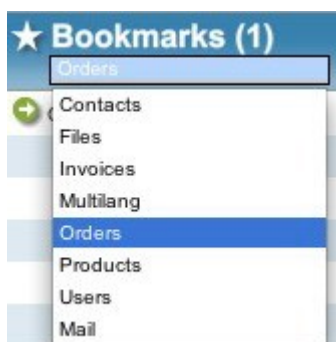 Bookmarks (1)
Orders
Contacts
Files
Invoices
Multilang
Orders
Products
Users
Mail